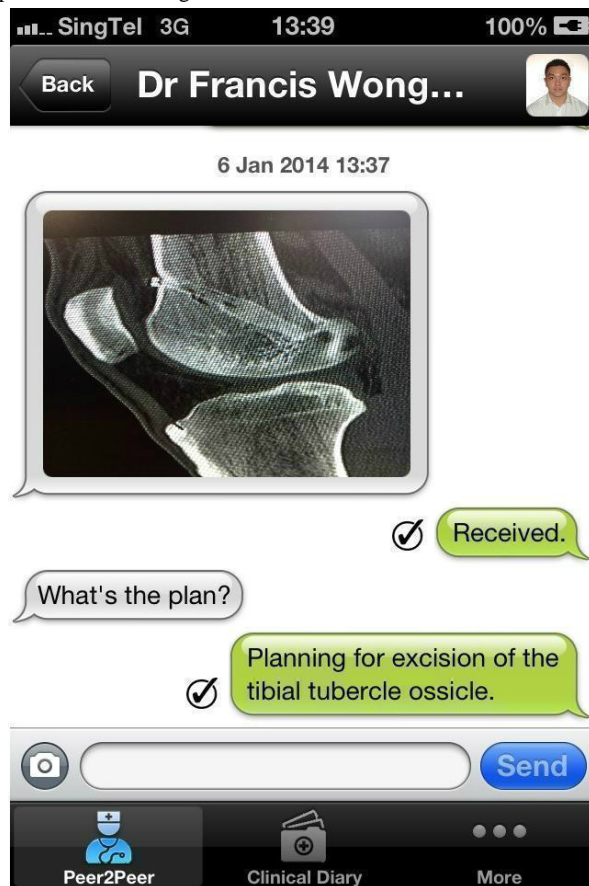 SingTel 3G 13:39 100%
Back Dr Francis Wong...
6 Jan 2014 13:37
Received.
What's the plan?
Planning for excision of the
tibial tubercle ossicle.
Send
Peer2Peer Clinical Diary More